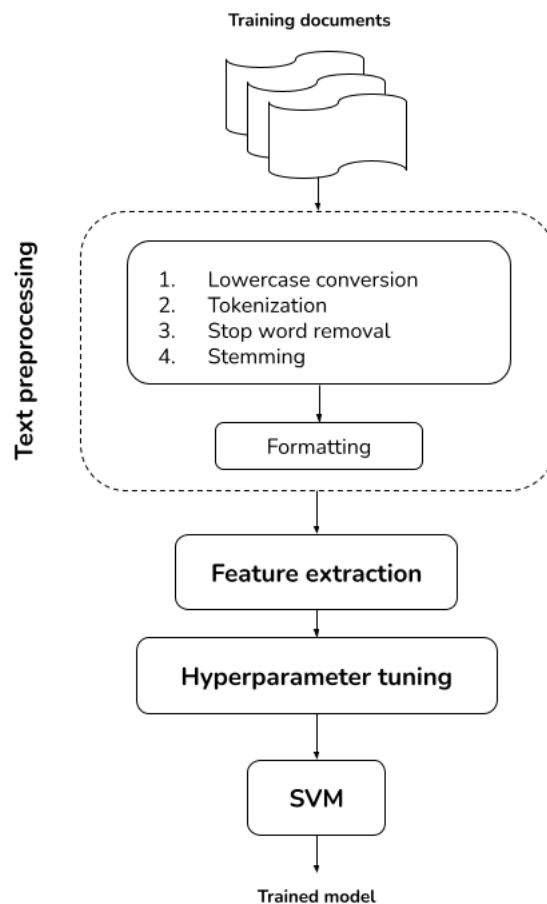 Training documents
Text preprocessing
1. Lowercase conversion
2. Tokenization
3. Stop word removal
4. Stemming
Formatting
Feature extraction
Hyperparameter tuning
SVM
Trained model